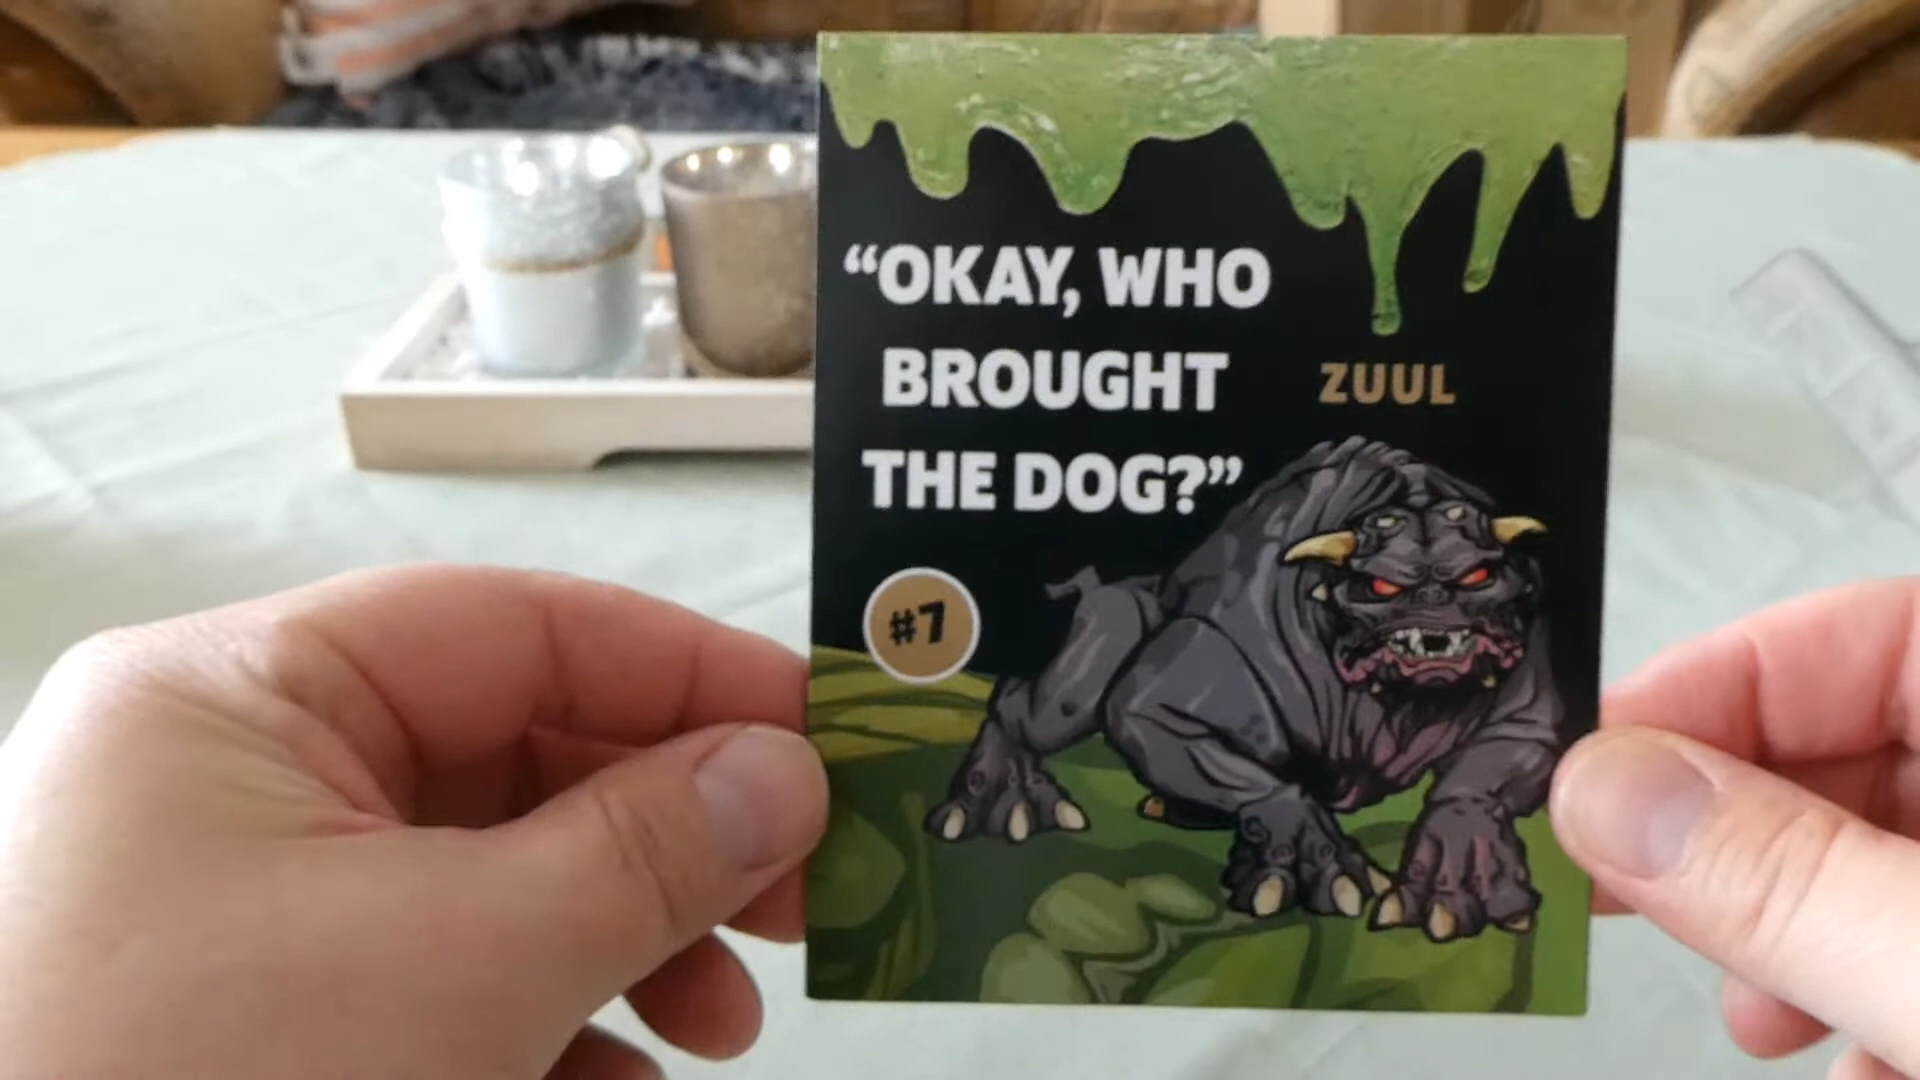 “OKAY, WHO
BROUGHT
THE DOG?”
ZUUL
#7